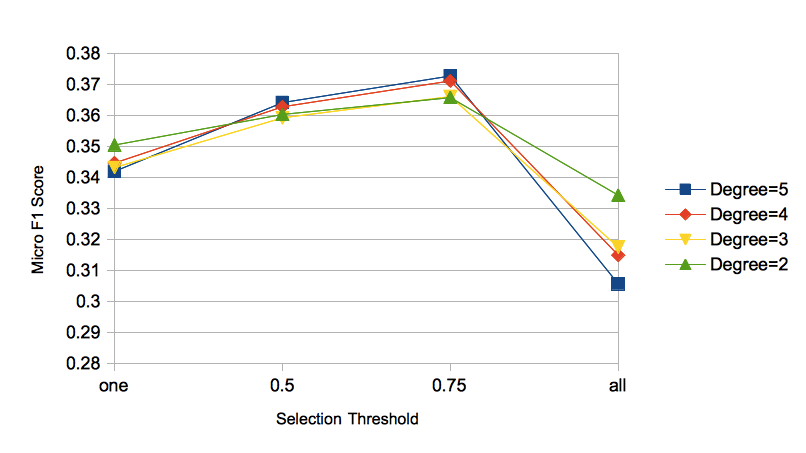 0.38
0.37
0.36
0.35
0.34
0.33
0.32
0.31
0.3
0.29
0.28
Micro F1 Score
one 0.5 0.75 all
Selection Threshold
Degree=5
Degree=4
Degree=3
Degree=2